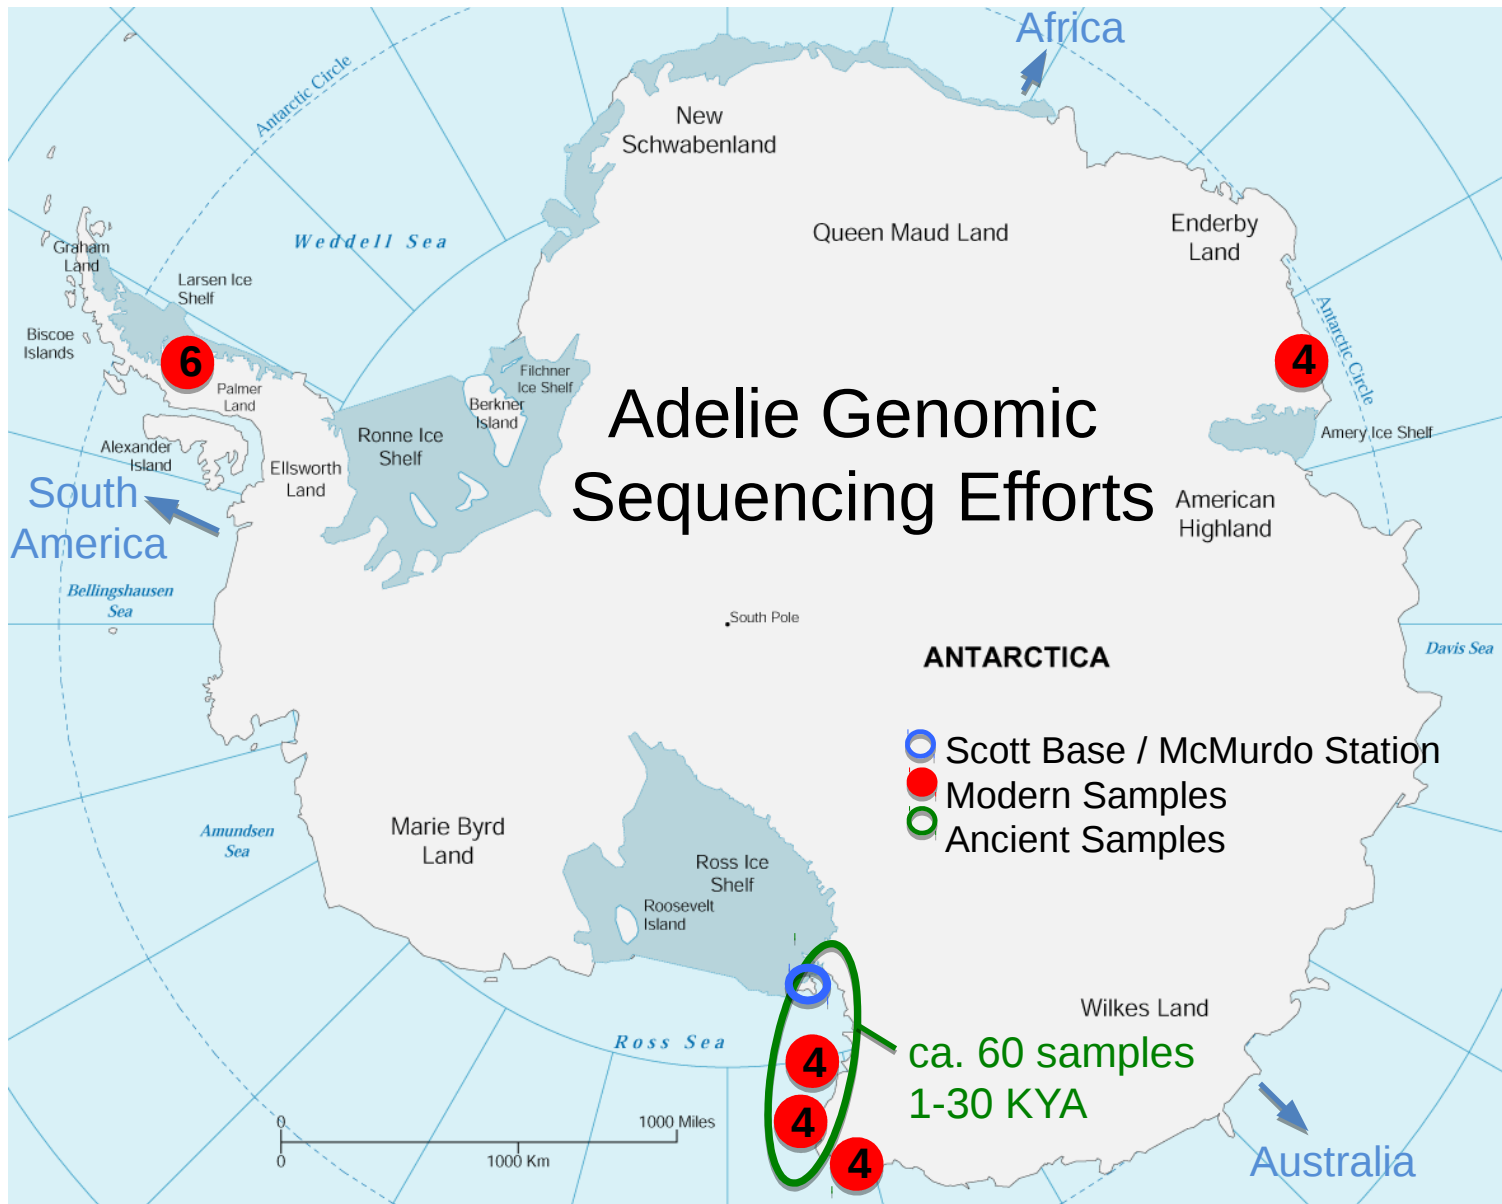 Africa
Antarctic Circle
New
Schwabenland
Queen Maud Land
Enderby
Land
Weddell Sea
Graham
Land
Larsen Ice
Shelf
Antarctic Circle
Biscoe
Islands
6
4
Palmer
Land
Filchner
Ice Shelf
Berkner
Island
Adelie Genomic
Sequencing Efforts
Ronne Ice
Shelf
Amery Ice Shelf
Alexander
Island
Ellsworth
Land
South
America
American
Highland
Bellingshausen
Sea
South Pole
ANTARCTICA
Davis Sea
Scott Base / McMurdo Station
Modern Samples
Ancient Samples
Amundsen
Sea
Marie Byrd
Land
Ross Ice
Shelf
Roosevelt
Island
Wilkes Land
Ross Sea
ca. 60 samples
1-30 KYA
4
4
4
0
1000 Miles
0
1000 Km
Australia